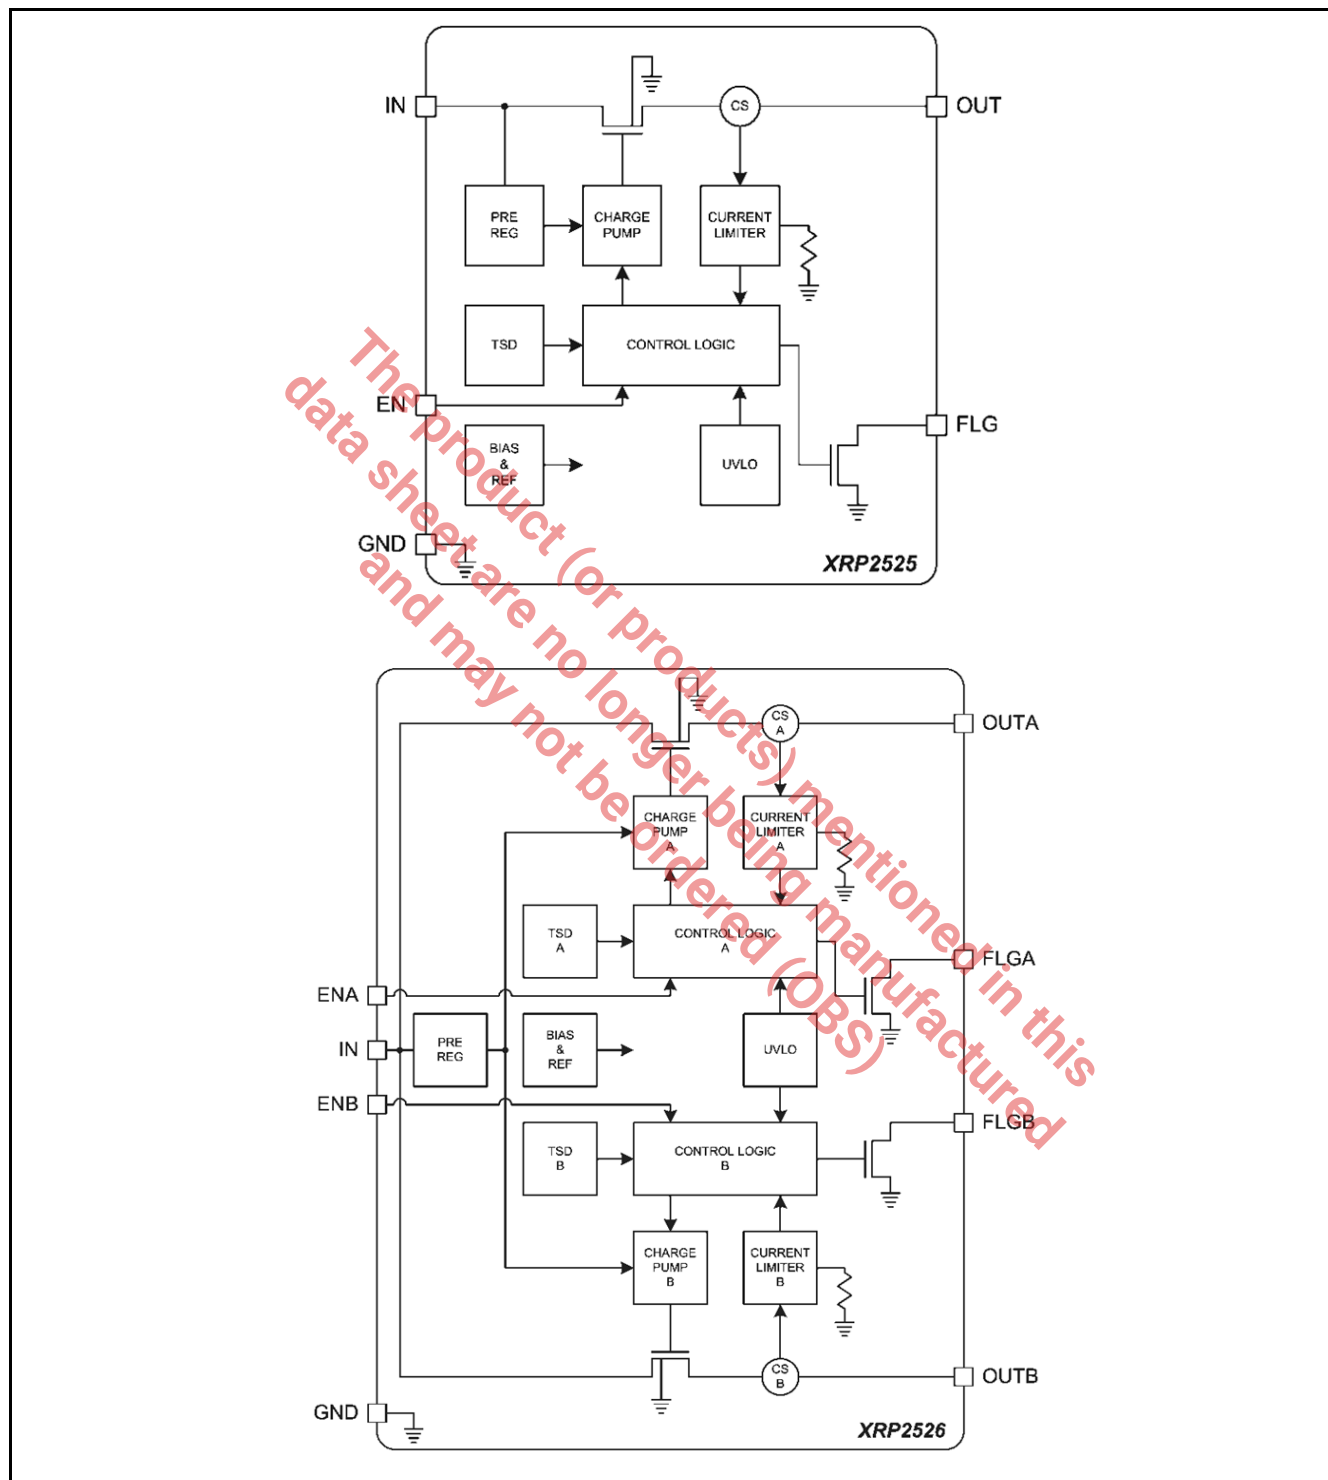 IN
CS
OUT
PRE
REG
CHARGE
PUMP
CURRENT
LIMITER
TSD
CONTROL LOGIC
EN
FLG
BIAS
&
REF
UVLO
GND
XRP2525
The product (or products) mentioned in this
data sheet are no longer being manufactured
and may not be ordered (OBS)
CS
A
OUTA
CHARGE
PUMP
A
CURRENT
LIMITER
A
TSD
A
CONTROL LOGIC
A
FLGA
ENA
IN
PRE
REG
BIAS
&
REF
UVLO
ENB
FLGB
TSD
B
CONTROL LOGIC
B
CHARGE
PUMP
B
CURRENT
LIMITER
B
CS
B
OUTB
GND
XRP2526